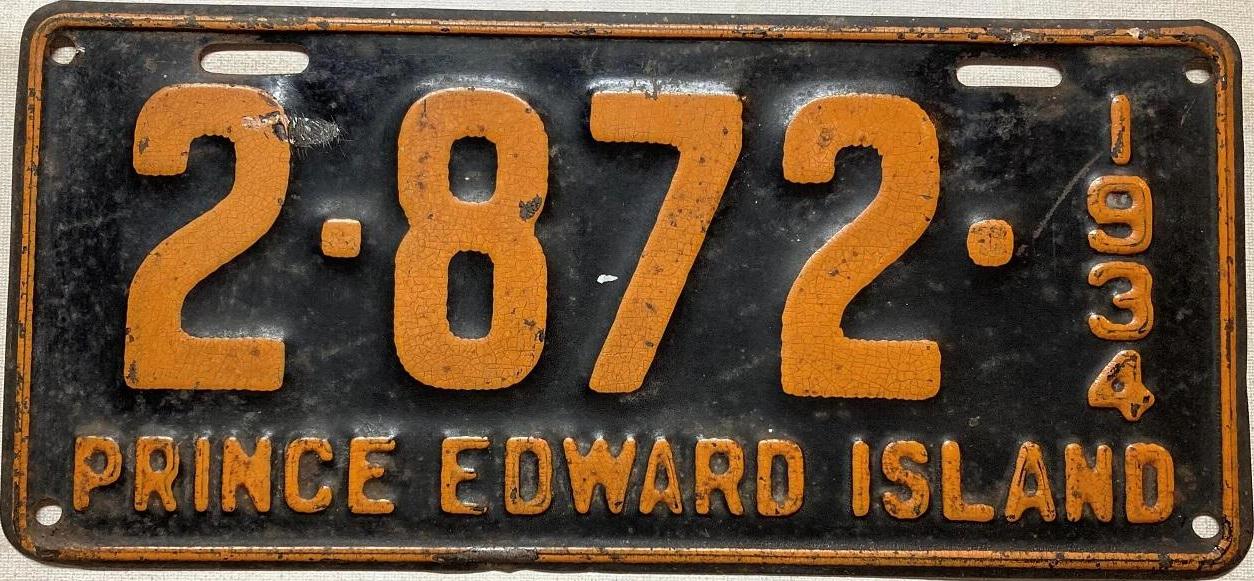 2·872·
1934
PRINCE EDWARD ISLAND